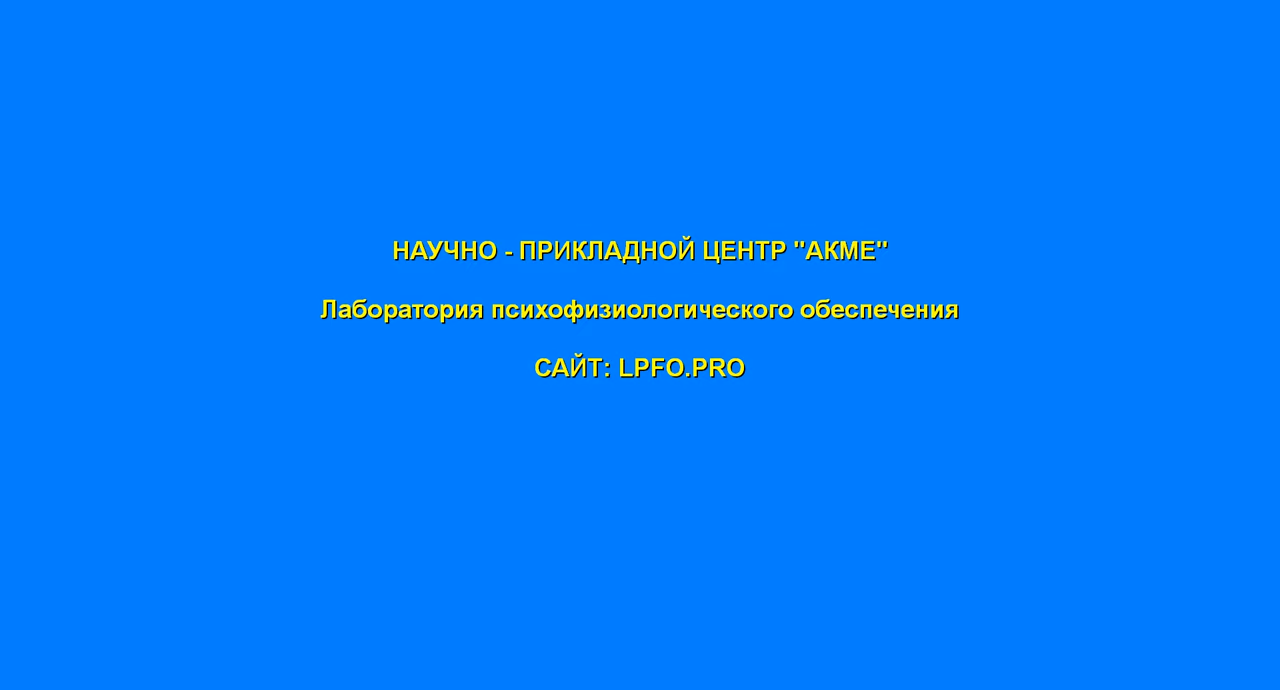 НАУЧНО - ПРИКЛАДНОЙ ЦЕНТР "АКМЕ"
Лаборатория психофизиологического обеспечения
САЙТ: LPFO.PRO